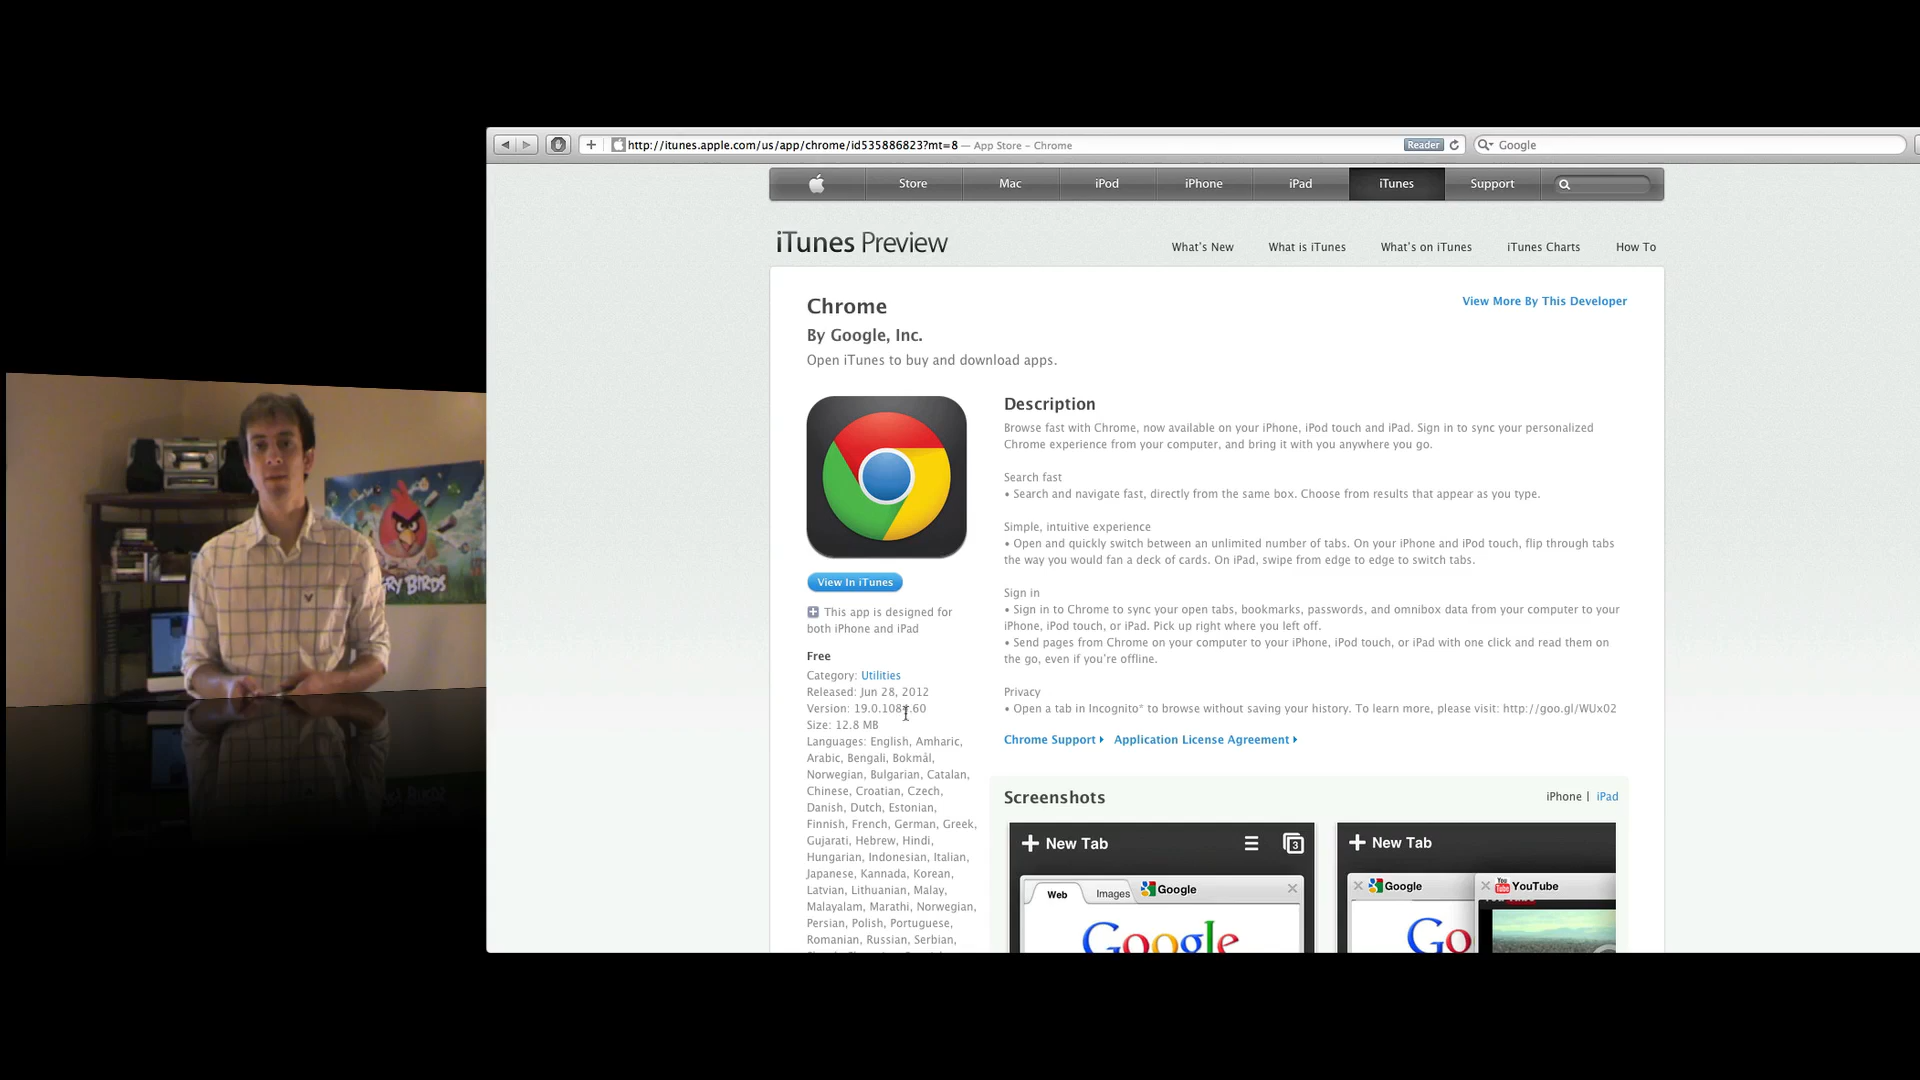 http://itunes.apple.com/us/app/chrome/id535886823?mt=8 — App Store – Chrome
Reader
Google
Store
Mac
iPod
iPhone
iPad
iTunes
Support
iTunes Preview
What's New
What is iTunes
What's on iTunes
iTunes Charts
How To
Chrome
View More By This Developer
By Google, Inc.
Open iTunes to buy and download apps.
View In iTunes
This app is designed for
both iPhone and iPad
Free
Category: Utilities
Released: Jun 28, 2012
Version:
Size: 12.8 MB
Languages: English, Amharic,
Arabic, Bengali, Bokmål,
Norwegian, Bulgarian, Catalan,
Chinese, Croatian, Czech,
Danish, Dutch, Estonian,
Finnish, French, German, Greek,
Gujarati, Hebrew, Hindi,
Hungarian, Indonesian, Italian,
Japanese, Kannada, Korean,
Latvian, Lithuanian, Malay,
Malayalam, Marathi, Norwegian,
Persian, Polish, Portuguese,
Romanian, Russian, Serbian,
Description
Browse fast with Chrome, now available on your iPhone, iPod touch and iPad. Sign in to sync your personalized
Chrome experience from your computer, and bring it with you anywhere you go.
Search fast
• Search and navigate fast, directly from the same box. Choose from results that appear as you type.
Simple, intuitive experience
• Open and quickly switch between an unlimited number of tabs. On your iPhone and iPod touch, flip through tabs
the way you would fan a deck of cards. On iPad, swipe from edge to edge to switch tabs.
Sign in
• Sign in to Chrome to sync your open tabs, bookmarks, passwords, and omnibox data from your computer to your
iPhone, iPod touch, or iPad. Pick up right where you left off.
• Send pages from Chrome on your computer to your iPhone, iPod touch, or iPad with one click and read them on
the go, even if you're offline.
Privacy
• Open a tab in Incognito* to browse without saving your history. To learn more, please visit: http://goo.gl/WUx02
Chrome Support
Application License Agreement
Screenshots
iPhone | iPad
New Tab
3
Web
Images
Google
Google
New Tab
Google
YouTube
Go
BIRDS